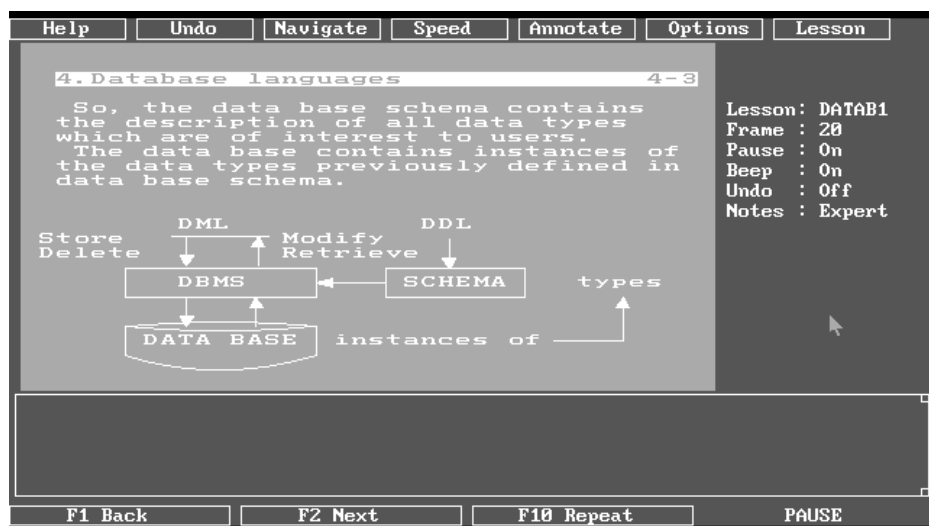 Help Undo Navigate Speed Annotate Options Lesson
4.Database languages 4-3
So, the data base schema contains
the description of all data types
which are of interest to users.
The data base contains instances of
the data types previously defined in
data base schema.
DML DDL
Store Modify
Delete Retrieve
DBMS SCHEMA types
DATA BASE instances of
Lesson: DATAB1
Frame : 20
Pause : On
Beep : On
Undo : Off
Notes : Expert
F1 Back F2 Next F10 Repeat PAUSE